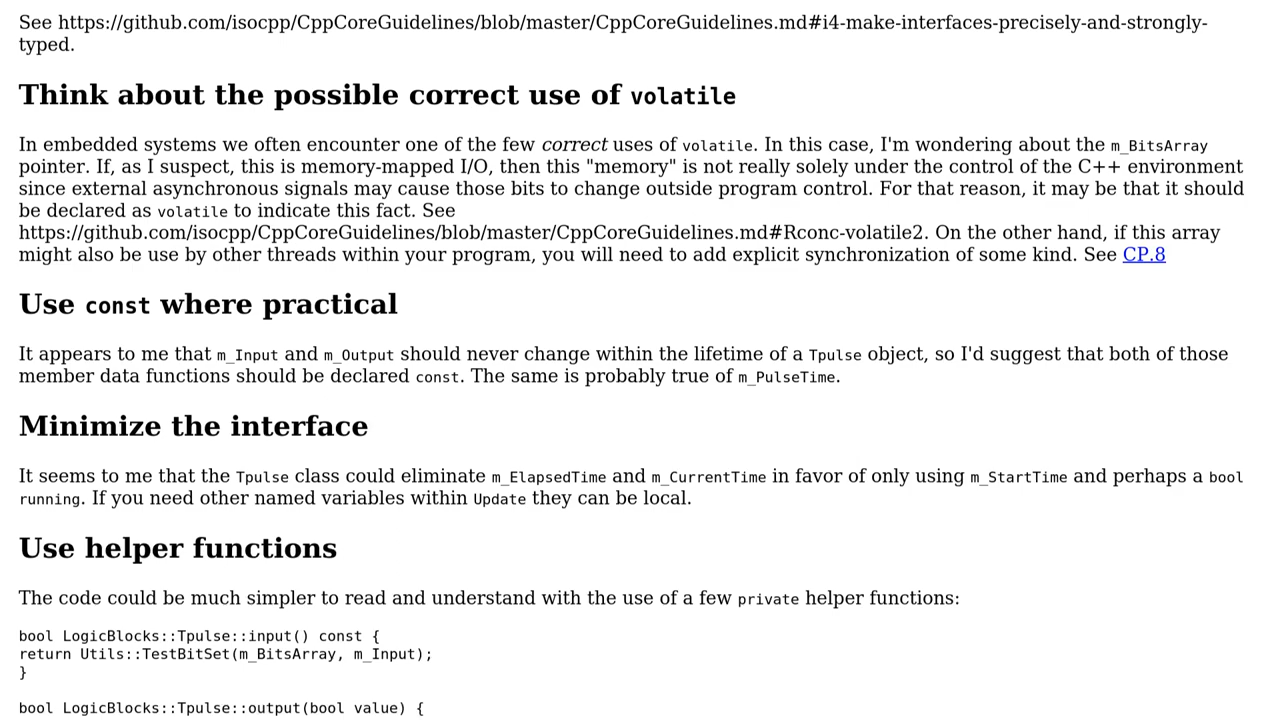 See https://github.com/isocpp/CppCoreGuidelines/blob/master/CppCoreGuidelines.md#i4-make-interfaces-precisely-and-strongly-
typed.
Think about the possible correct use of volatile
In embedded systems we often encounter one of the few correct uses of volatile. In this case, I'm wondering about the m_BitsArray
pointer. If, as I suspect, this is memory-mapped I/O, then this "memory" is not really solely under the control of the C++ environment
since external asynchronous signals may cause those bits to change outside program control. For that reason, it may be that it should
be declared as volatile to indicate this fact. See
https://github.com/isocpp/CppCoreGuidelines/blob/master/CppCoreGuidelines.md#Rconc-volatile2. On the other hand, if this array
might also be use by other threads within your program, you will need to add explicit synchronization of some kind. See CP.8
Use const where practical
It appears to me that m_Input and m_Output should never change within the lifetime of a Tpulse object, so I'd suggest that both of those
member data functions should be declared const. The same is probably true of m_PulseTime.
Minimize the interface
It seems to me that the Tpulse class could eliminate m_ElapsedTime and m_CurrentTime in favor of only using m_StartTime and perhaps a bool
running. If you need other named variables within Update they can be local.
Use helper functions
The code could be much simpler to read and understand with the use of a few private helper functions:
bool LogicBlocks::Tpulse::input() const {
return Utils::TestBitSet(m_BitsArray, m_Input);
}
bool LogicBlocks::Tpulse::output(bool value) {